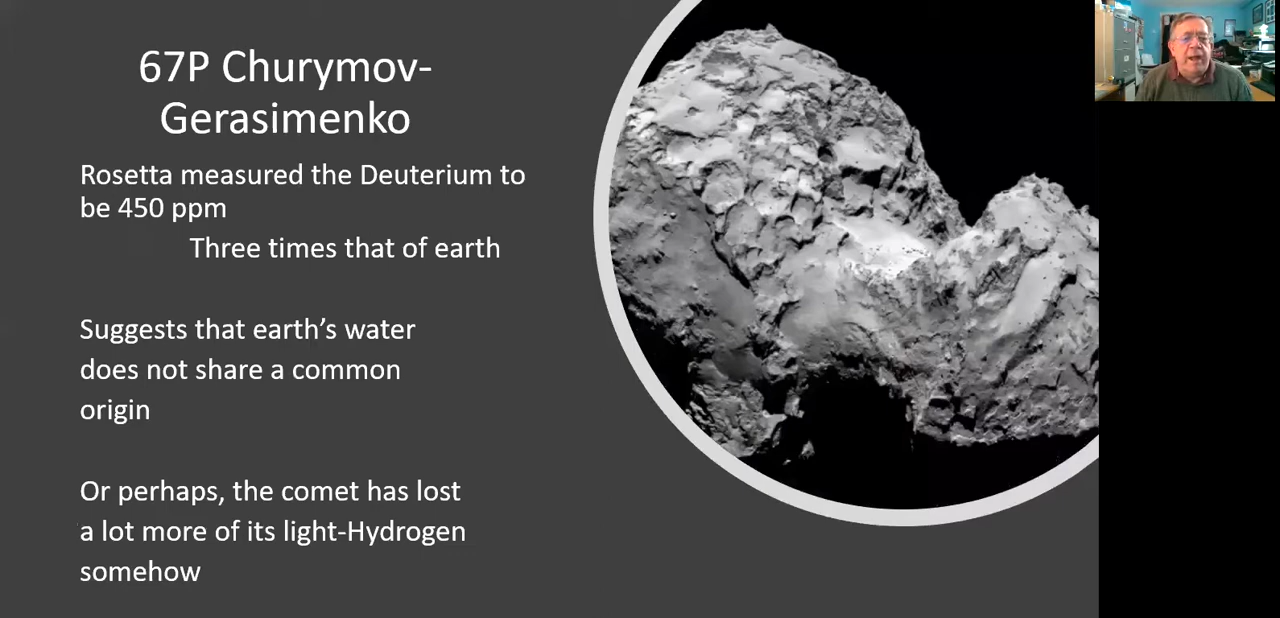 67P Churymov-
Gerasimenko
Rosetta measured the Deuterium to
be 450 ppm
Three times that of earth
Suggests that earth’s water
does not share a common
origin
Or perhaps, the comet has lost
a lot more of its light-Hydrogen
somehow